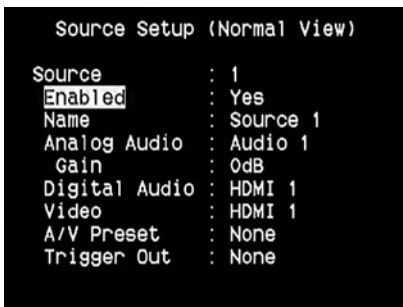 Source Setup (Normal View)
Source : 1
Enabled : Yes
Name : Source 1
Analog Audio : Audio 1
Gain : 0dB
Digital Audio : HDMI 1
Video : HDMI 1
A/V Preset : None
Trigger Out : None